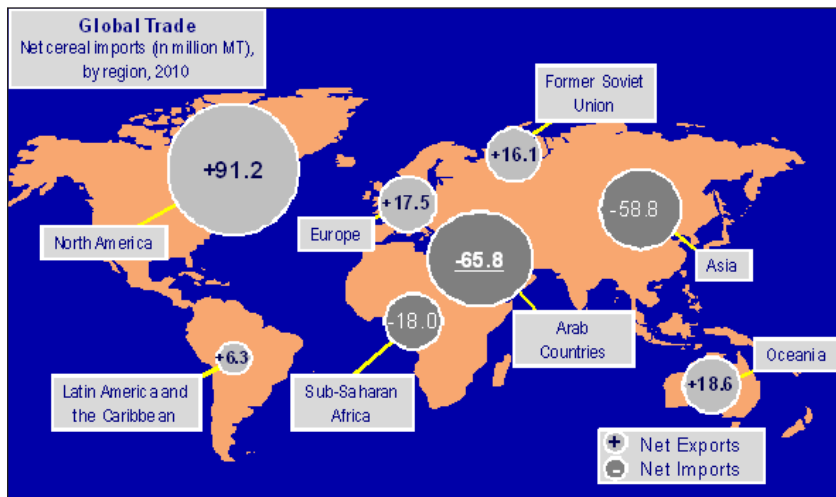 Global Trade
Net cereal imports (in million MT),
by region, 2010
Former Soviet
Union
+91.2
+16.1
+17.5
-58.8
North America
Europe
-65.8
Asia
-18.0
Arab
Countries
+6.3
Oceania
Latin America and
the Caribbean
Sub-Saharan
Africa
+18.6
+ Net Exports
- Net Imports